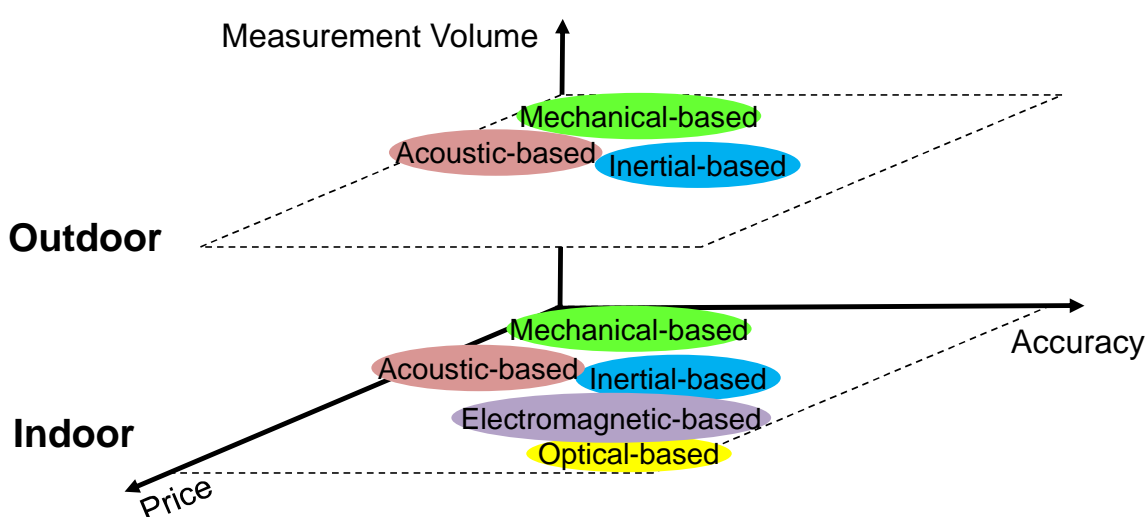 Measurement Volume
Mechanical-based
Acoustic-based
Inertial-based
Outdoor
Mechanical-based
Accuracy
Acoustic-based
Inertial-based
Electromagnetic-based
Indoor
Optical-based
Price